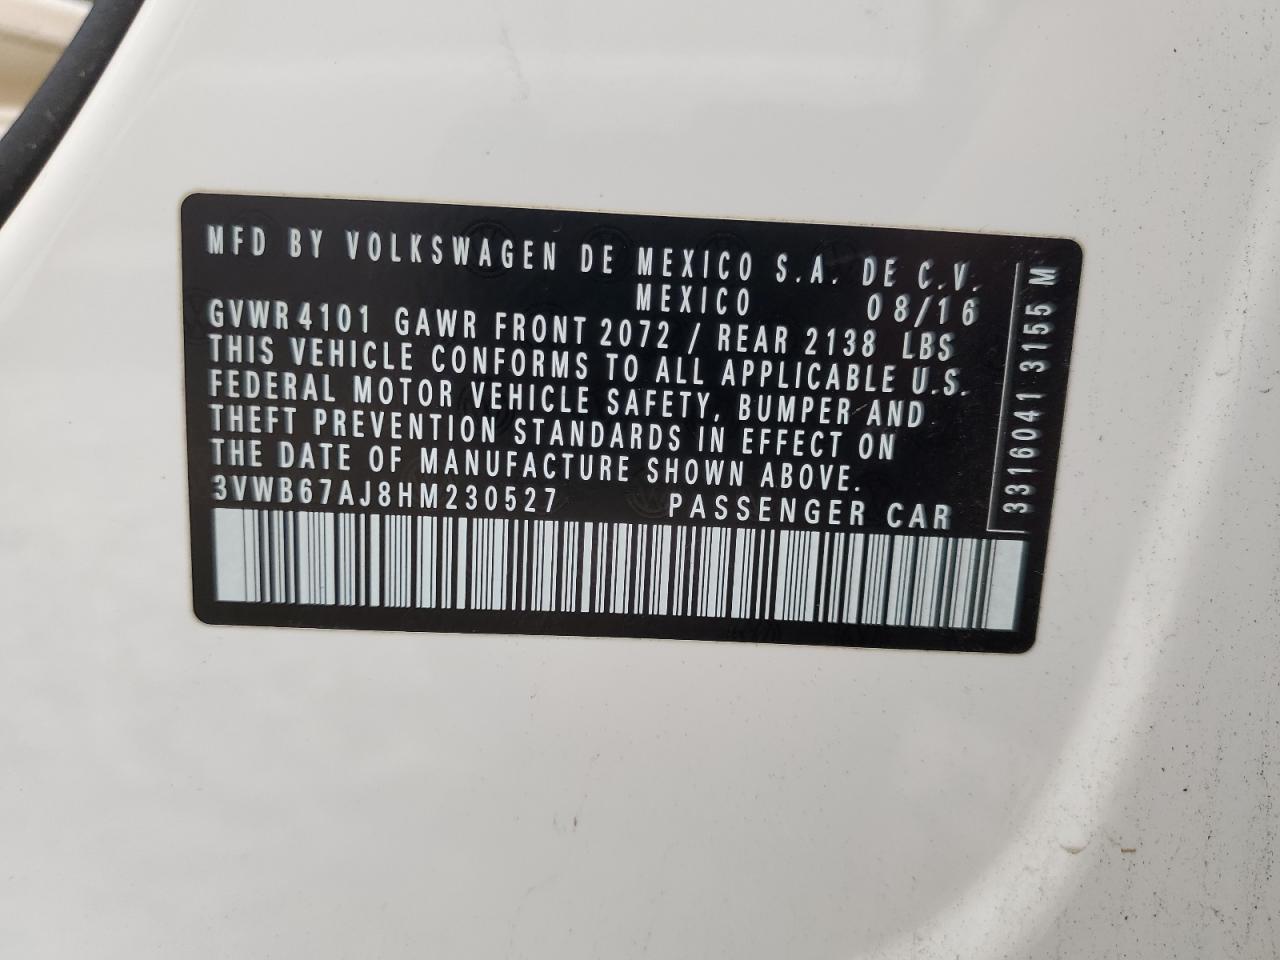 MFD BY VOLKSWAGEN DE MEXICO S.A. DE C.V.
MEXICO 08/16
GVWR 4101 GAWR FRONT 2072 / REAR 2138 LBS
THIS VEHICLE CONFORMS TO ALL APPLICABLE U.S.
FEDERAL MOTOR VEHICLE SAFETY, BUMPER AND
THEFT PREVENTION STANDARDS IN EFFECT ON
THE DATE OF MANUFACTURE SHOWN ABOVE.
3VWB67AJ8HM230527 PASSENGER CAR
3316041 3155 M